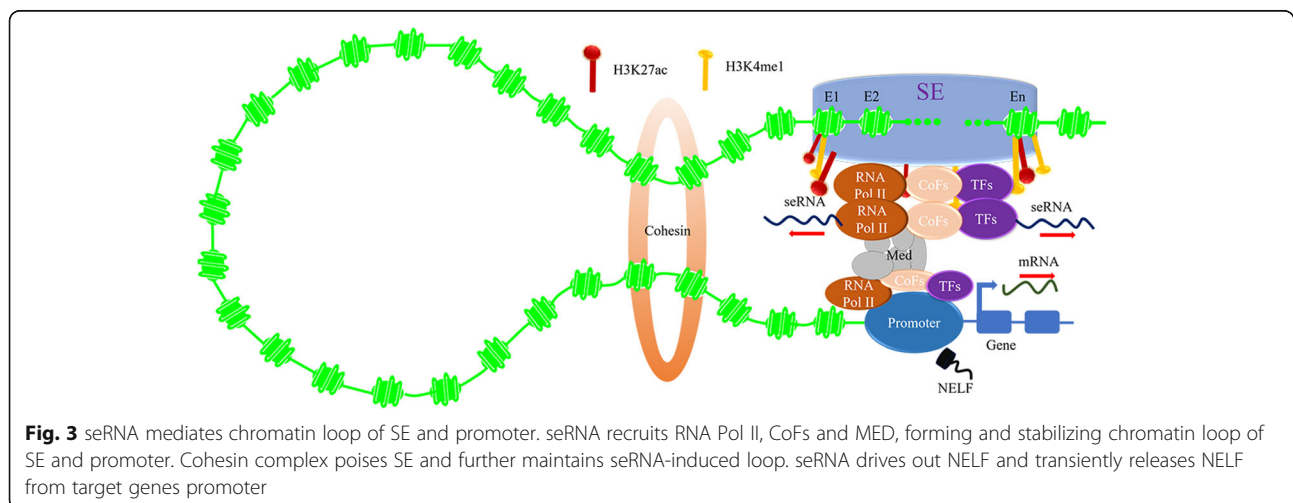 H3K27ac
H3K4me1
SE
E1 E2 En
RNA
Pol II
CoFs
TFs
seRNA
RNA
Pol II
CoFs
TFs
seRNA
Cohesin
Med
mRNA
RNA
Pol II
CoFs
TFs
Promoter
Gene
NELF
Fig. 3 seRNA mediates chromatin loop of SE and promoter. seRNA recruits RNA Pol II, CoFs and MED, forming and stabilizing chromatin loop of
SE and promoter. Cohesin complex poises SE and further maintains seRNA-induced loop. seRNA drives out NELF and transiently releases NELF
from target genes promoter